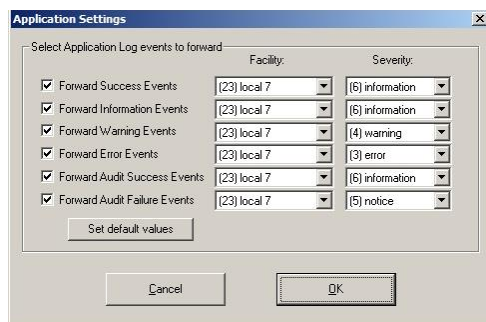 Application Settings
Select Application Log events to forward
Facility: Severity:
Forward Success Events (23) local 7 (6) information
Forward Information Events (23) local 7 (6) information
Forward Warning Events (23) local 7 (4) warning
Forward Error Events (23) local 7 (3) error
Forward Audit Success Events (23) local 7 (6) information
Forward Audit Failure Events (23) local 7 (5) notice
Set default values
Cancel OK